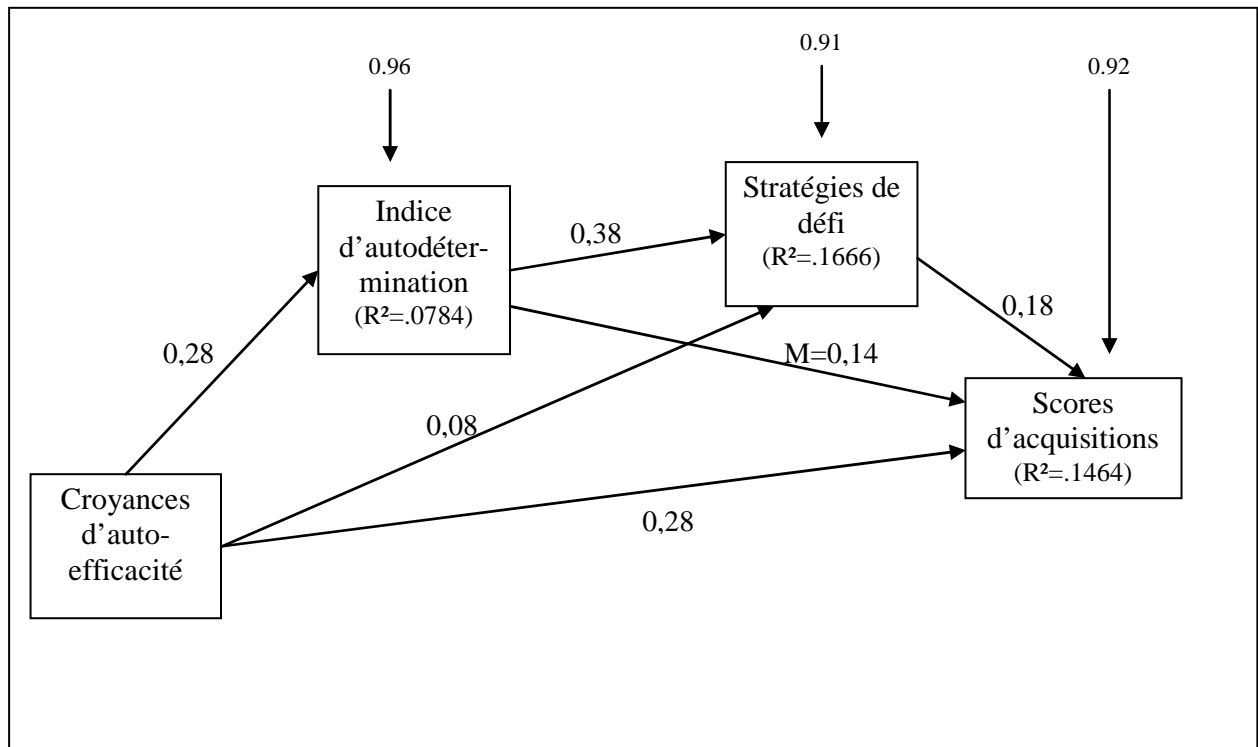 0.96
0.91
0.92
Indice
d’autodéter-
mination
(R²=.0784)
Stratégies de
défi
(R²=.1666)
0,38
0,18
0,28
M=0,14
Scores
d’acquisitions
(R²=.1464)
0,08
Croyances
d’auto-
efficacité
0,28